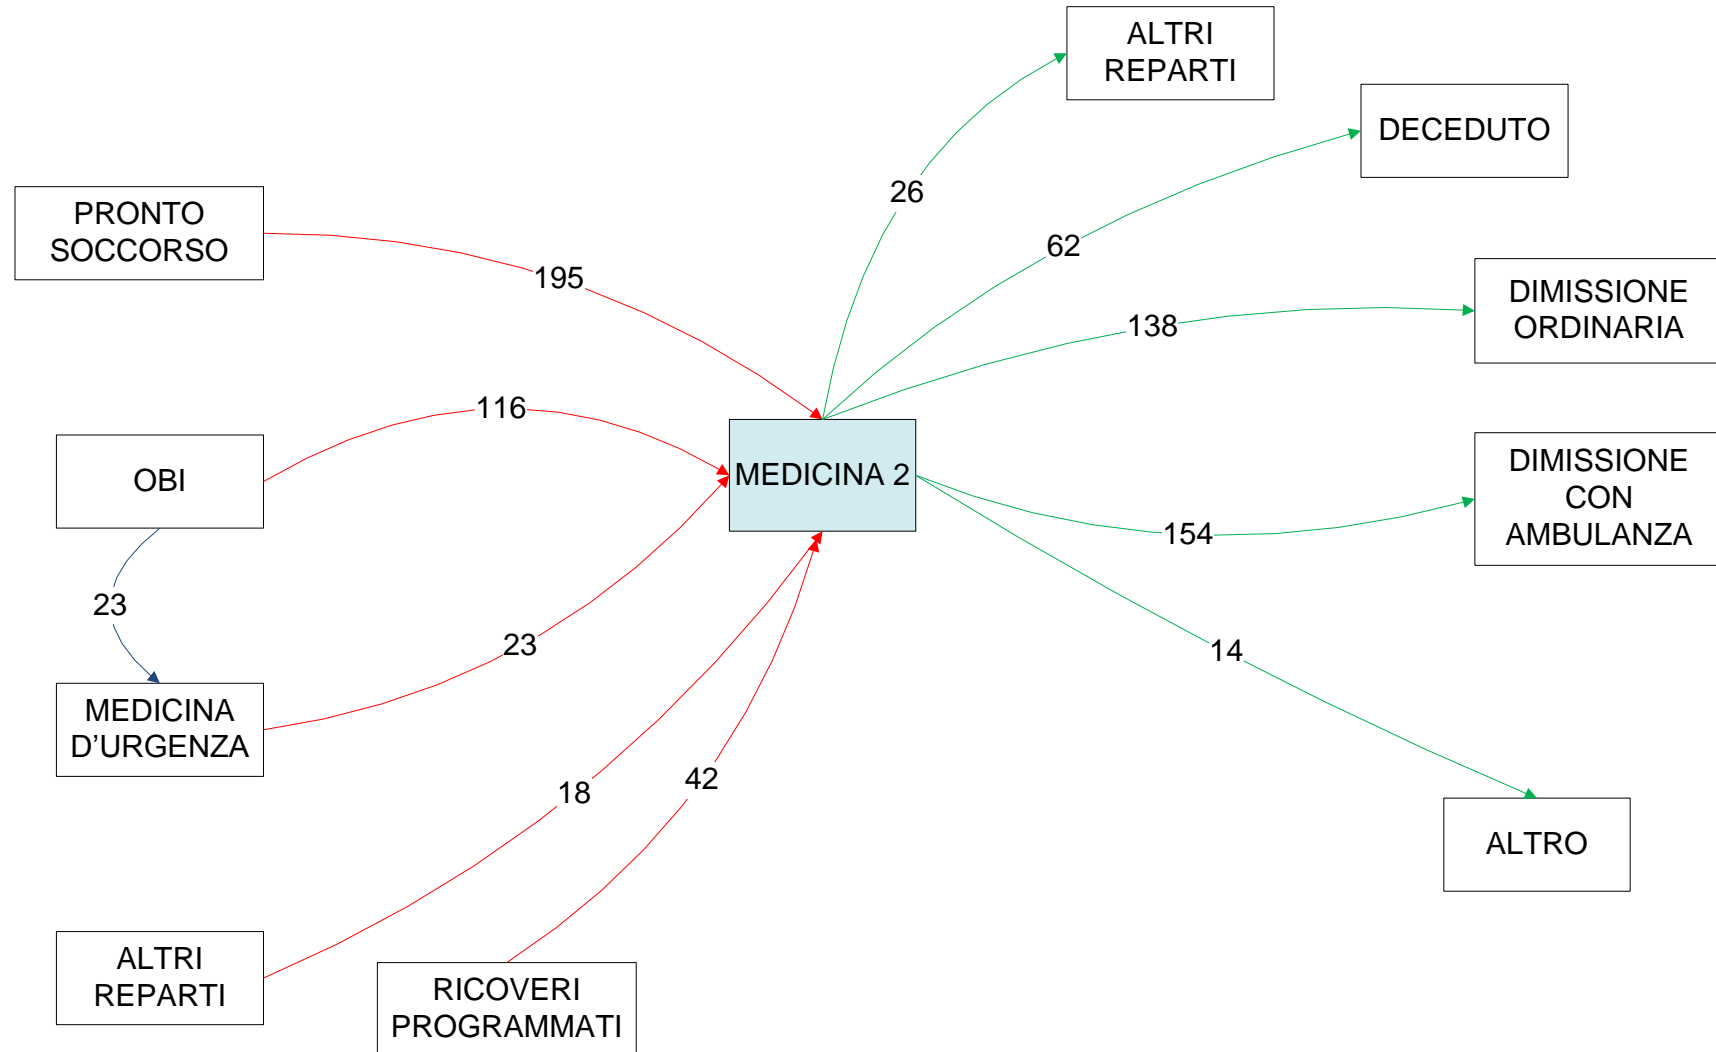 ALTRI
REPARTI
DECEDUTO
26
PRONTO
SOCCORSO
62
195
DIMISSIONE
ORDINARIA
138
116
OBI
MEDICINA 2
DIMISSIONE
CON
AMBULANZA
154
23
23
14
MEDICINA
D’URGENZA
18
42
ALTRO
ALTRI
REPARTI
RICOVERI
PROGRAMMATI